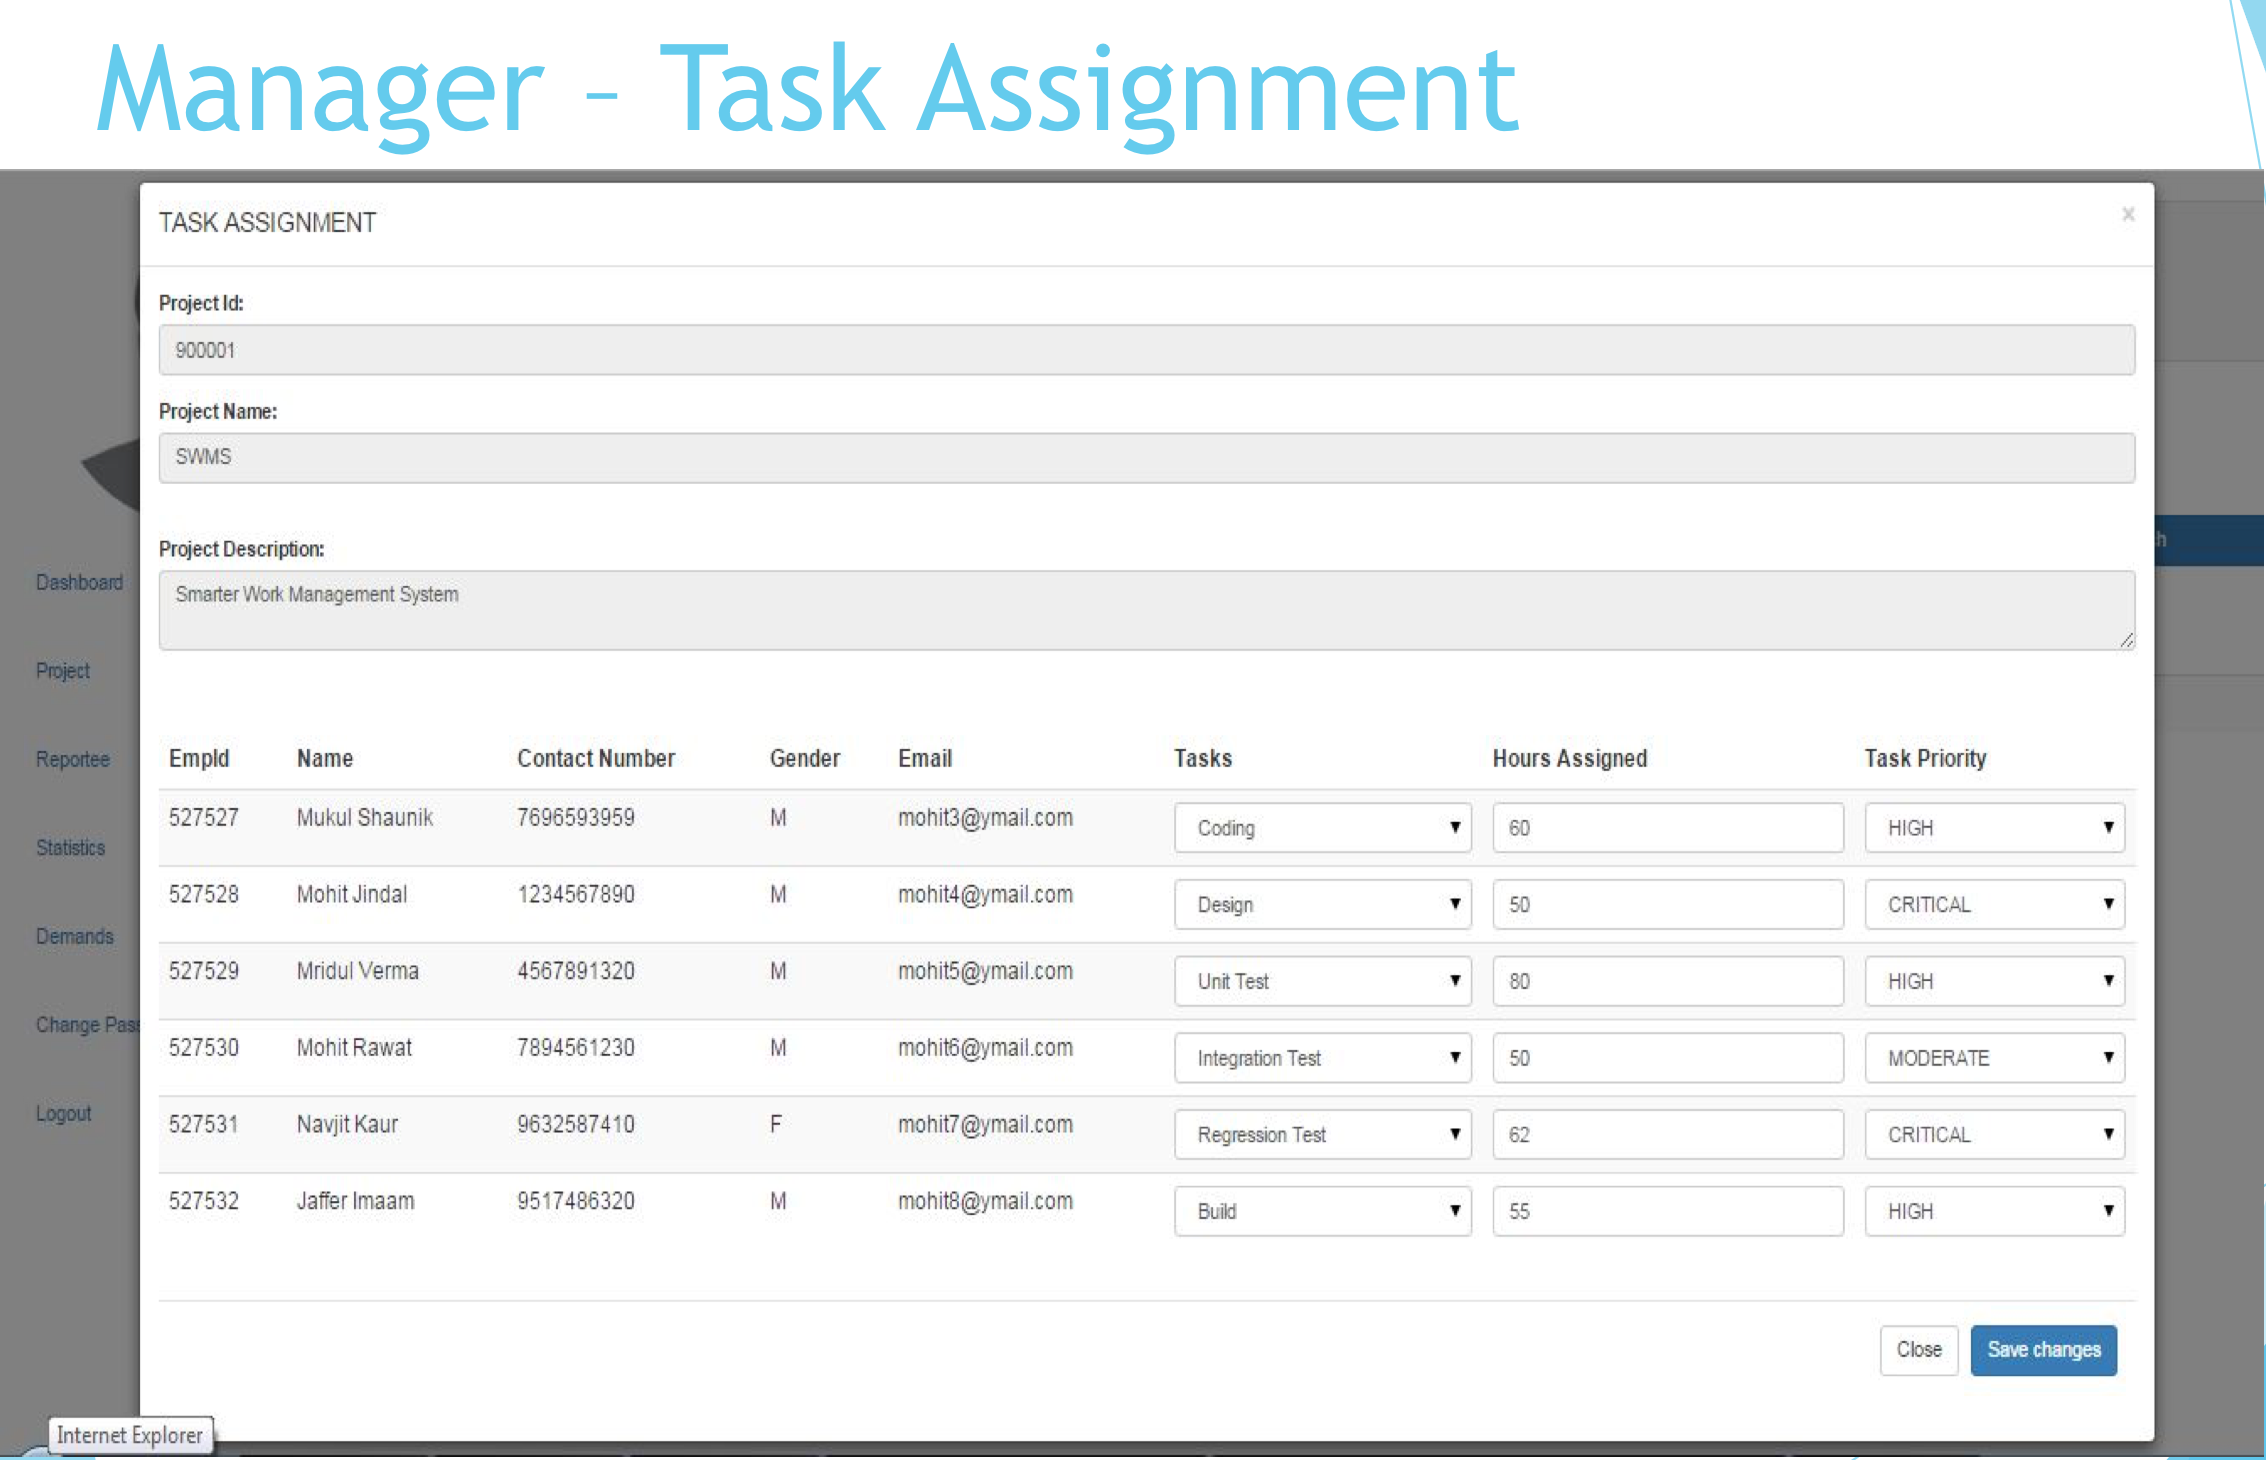 Manager – Task Assignment
TASK ASSIGNMENT ×
Project Id:
900001
Project Name:
SWMS
h
Project Description:
Dashboard
Smarter Work Management System
Project
Reportee
EmpId Name Contact Number Gender Email Tasks Hours Assigned Task Priority
527527 Mukul Shaunik 7696593959 M mohit3@ymail.com Coding 60 HIGH
Statistics
527528 Mohit Jindal 1234567890 M mohit4@ymail.com Design 50 CRITICAL
Demands
527529 Mridul Verma 4567891320 M mohit5@ymail.com Unit Test 80 HIGH
Change Pass
527530 Mohit Rawat 7894561230 M mohit6@ymail.com Integration Test 50 MODERATE
Logout
527531 Navjit Kaur 9632587410 F mohit7@ymail.com Regression Test 62 CRITICAL
527532 Jaffer Imaam 9517486320 M mohit8@ymail.com Build 55 HIGH
Close Save changes
Internet Explorer